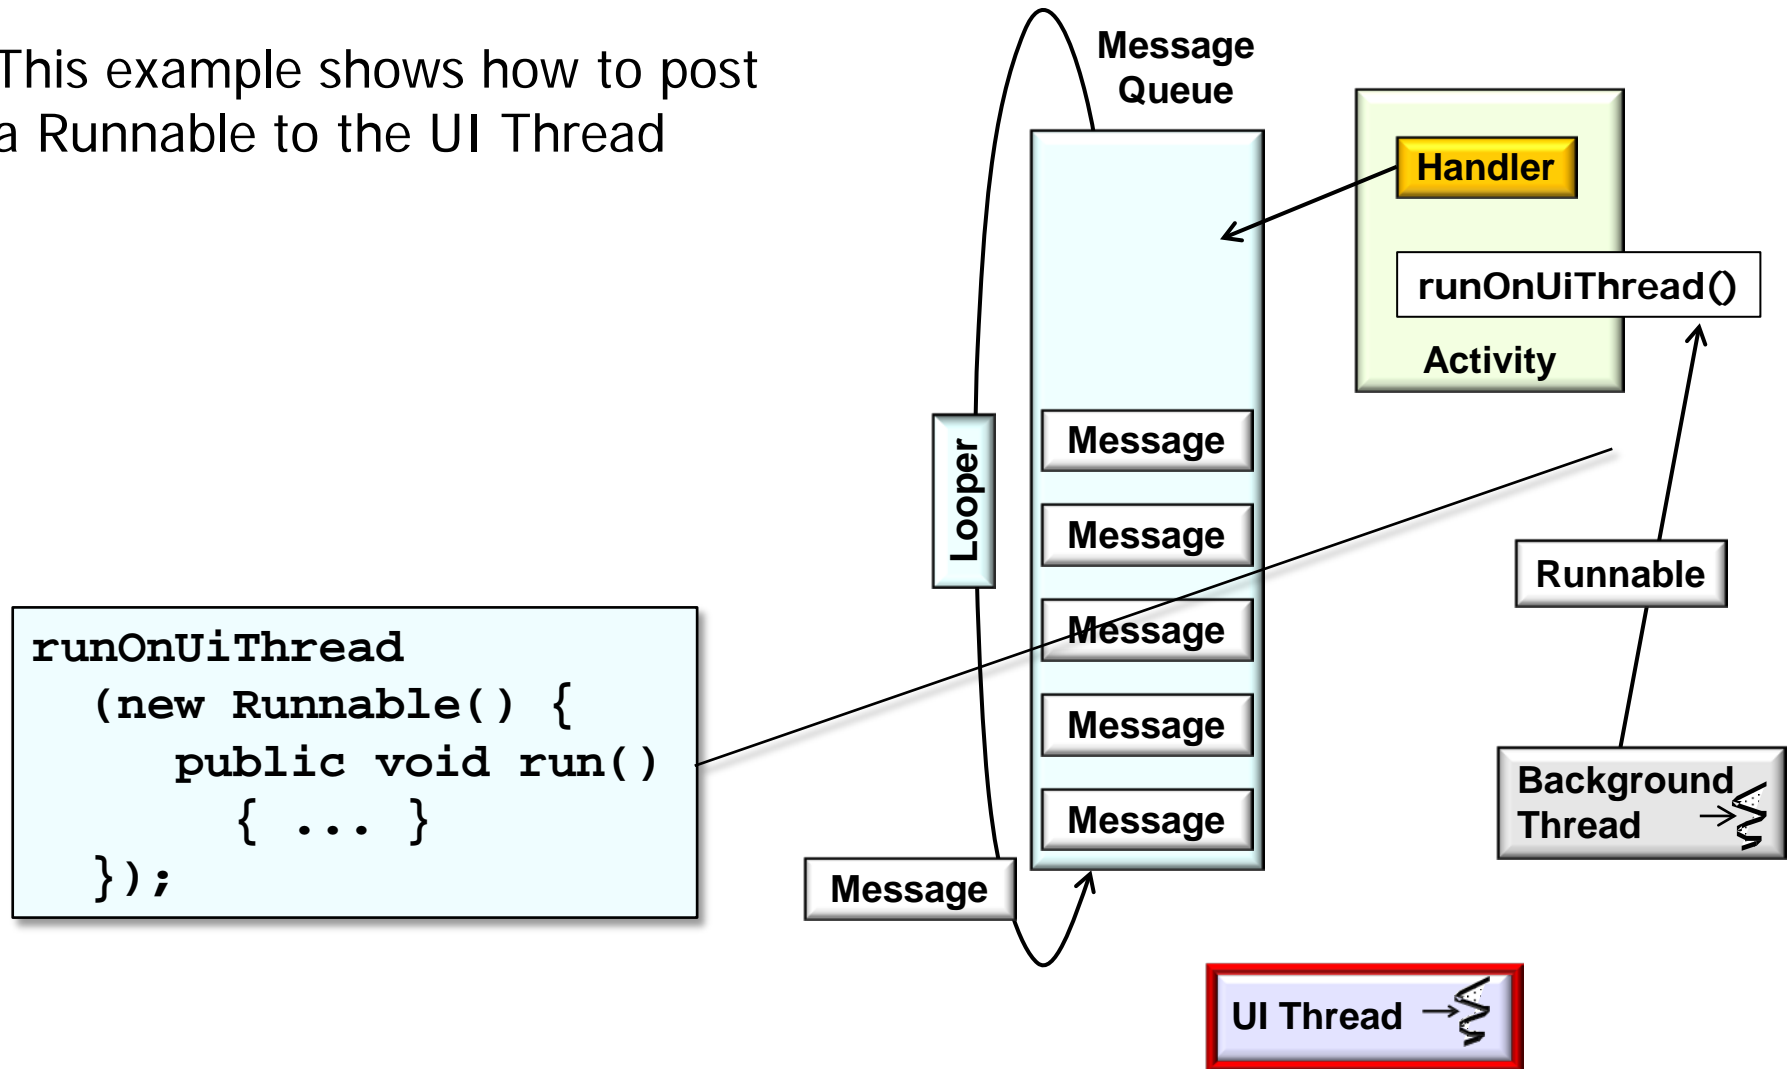 This example shows how to post
a Runnable to the UI Thread
Message
Queue
Handler
runOnUiThread()
Activity
Looper
Message
Message
Message
Message
Message
Message
Runnable
Background
Thread
UI Thread
runOnUiThread
(new Runnable() {
public void run()
{ ... }
});